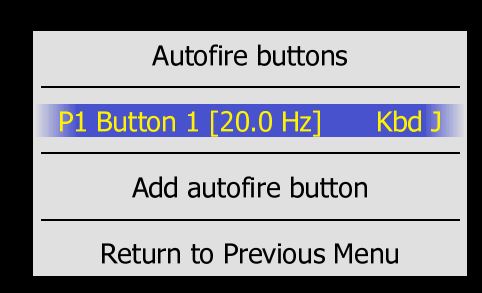 Autofire buttons
P1 Button 1 [20.0 Hz] Kbd J
Add autofire button
Return to Previous Menu